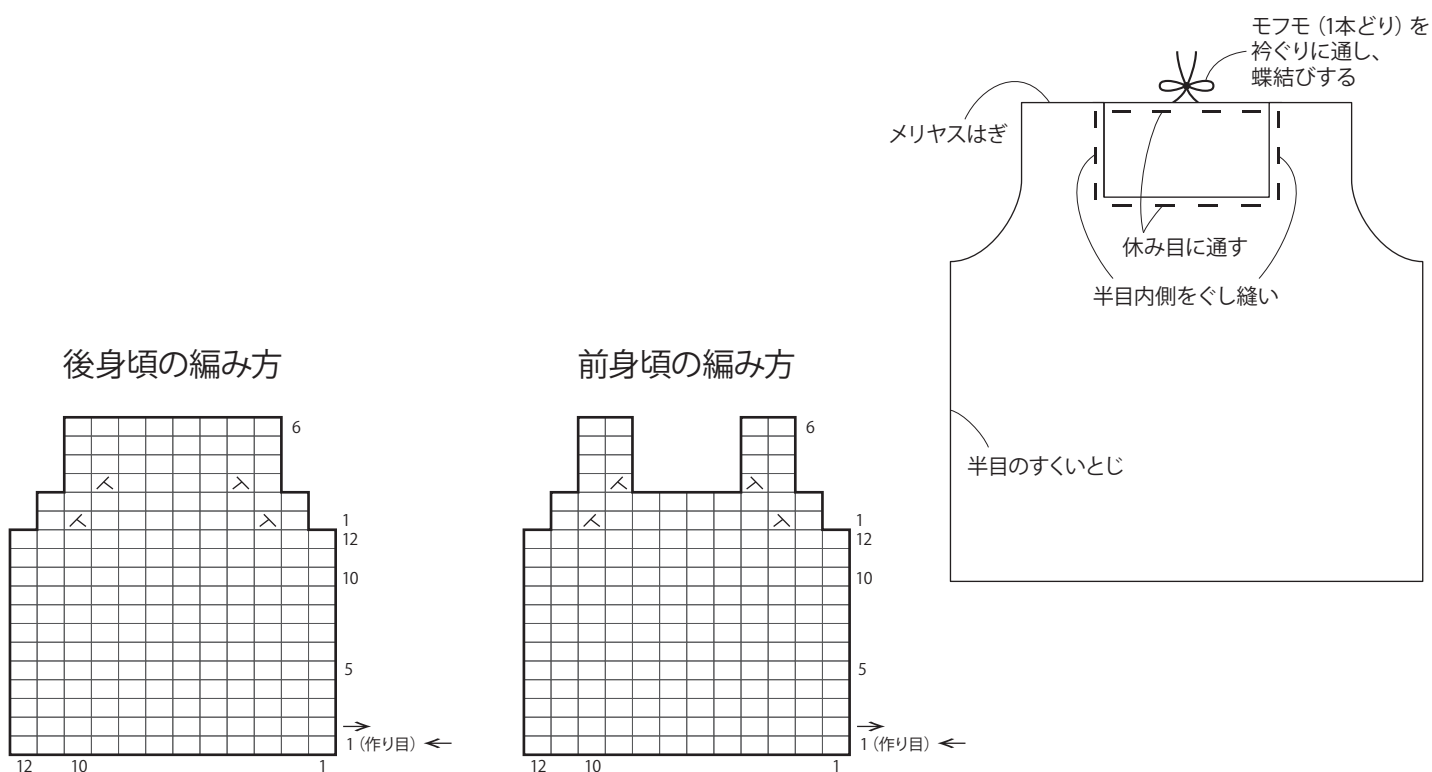 モフモ（1本どり）を
衿ぐりに通し、
蝶結びする
メリヤスはぎ
休み目に通す
半目内側をぐし縫い
半目のすくいとじ
後身頃の編み方
6
1
12
10
5
1（作り目）
12 10 1
前身頃の編み方
6
1
12
10
5
1（作り目）
12 10 1